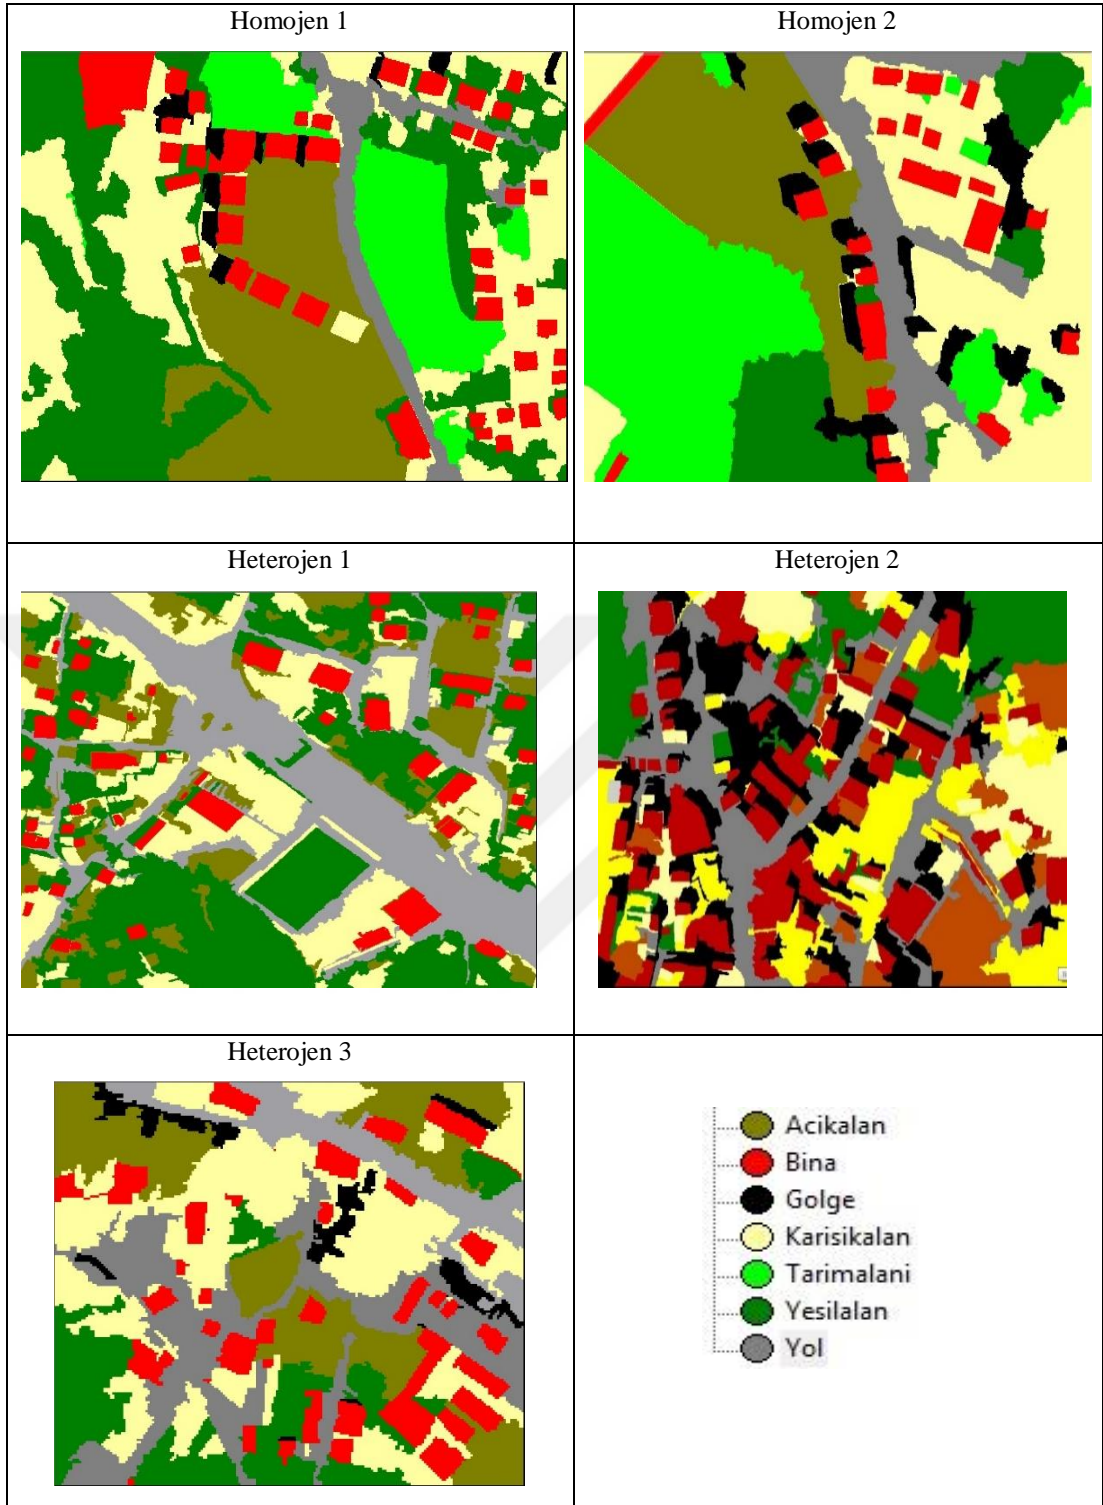 Homojen 1
Homojen 2
Heterojen 1
Heterojen 2
Heterojen 3
Acikalan
Bina
Golge
Karisikalan
Tarimalani
Yesilalan
Yol